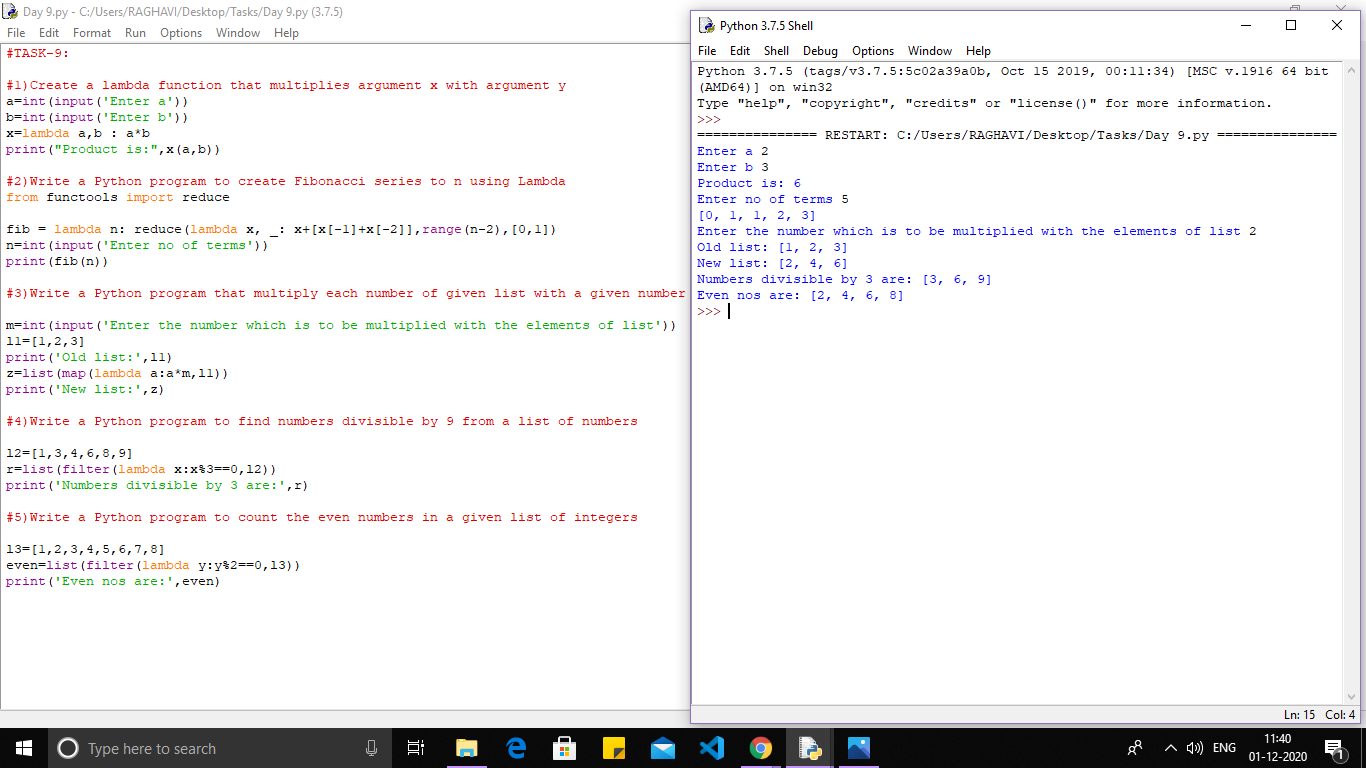 Day 9.py - C:/Users/RAGHAVI/Desktop/Tasks/Day 9.py (3.7.5)
File Edit Format Run Options Window Help
#TASK-9:
#1)Create a lambda function that multiplies argument x with argument y
a=int(input('Enter a'))
b=int(input('Enter b'))
x=lambda a,b : a*b
print("Product is:",x(a,b))
#2)Write a Python program to create Fibonacci series to n using Lambda
from functools import reduce
fib = lambda n: reduce(lambda x, _: x+[x[-1]+x[-2]],range(n-2),[0,1])
n=int(input('Enter no of terms'))
print(fib(n))
#3)Write a Python program that multiply each number of given list with a given number
m=int(input('Enter the number which is to be multiplied with the elements of list'))
l1=[1,2,3]
print('Old list:',l1)
z=list(map(lambda a:a*m,l1))
print('New list:',z)
#4)Write a Python program to find numbers divisible by 9 from a list of numbers
l2=[1,3,4,6,8,9]
r=list(filter(lambda x:x%3==0,l2))
print('Numbers divisible by 3 are:',r)
#5)Write a Python program to count the even numbers in a given list of integers
l3=[1,2,3,4,5,6,7,8]
even=list(filter(lambda y:y%2==0,l3))
print('Even nos are:',even)
Python 3.7.5 Shell
File Edit Shell Debug Options Window Help
Python 3.7.5 (tags/v3.7.5:5c02a39a0b, Oct 15 2019, 00:11:34) [MSC v.1916 64 bit
(AMD64)] on win32
Type "help", "copyright", "credits" or "license()" for more information.
>>>
=============== RESTART: C:/Users/RAGHAVI/Desktop/Tasks/Day 9.py ===============
Enter a 2
Enter b 3
Product is: 6
Enter no of terms 5
[0, 1, 1, 2, 3]
Enter the number which is to be multiplied with the elements of list 2
Old list: [1, 2, 3]
New list: [2, 4, 6]
Numbers divisible by 3 are: [3, 6, 9]
Even nos are: [2, 4, 6, 8]
>>>
Ln: 15 Col: 4
Type here to search
ENG
11:40
01-12-2020
1